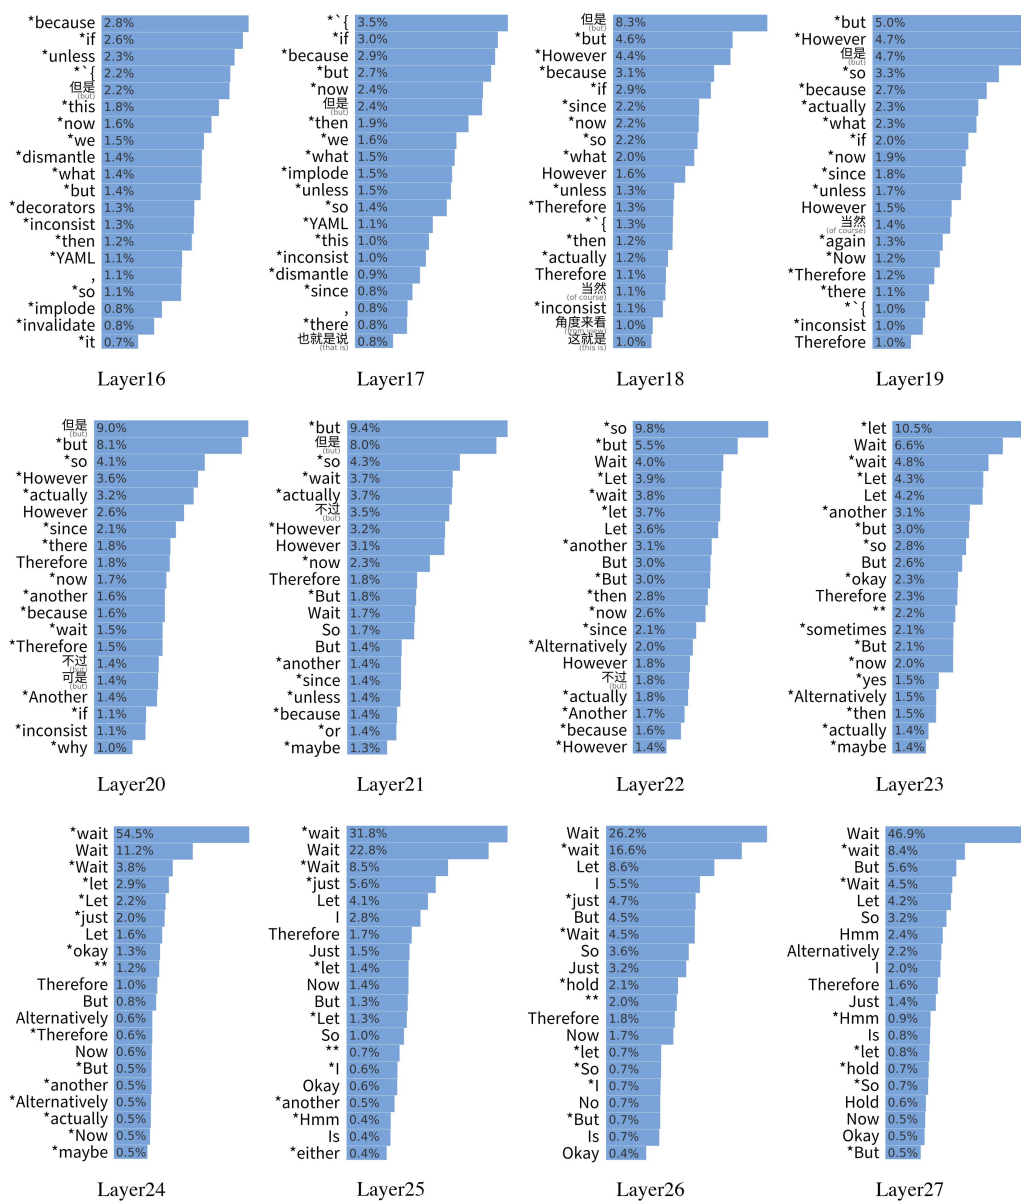 *because 2.8%
*if 2.6%
*unless 2.3%
*`{ 2.2%
但是 (but) 2.2%
*this 1.8%
*now 1.6%
*we 1.5%
*dismantle 1.4%
*what 1.4%
*but 1.4%
*decorators 1.3%
*inconsist 1.3%
*then 1.2%
*YAML 1.1%
, 1.1%
*so 1.1%
*implode 0.8%
*invalidate 0.8%
*it 0.7%
Layer16
*`{ 3.5%
*if 3.0%
*because 2.9%
*but 2.7%
*now 2.4%
但是 (but) 2.4%
*then 1.9%
*we 1.6%
*what 1.5%
*implode 1.5%
*unless 1.5%
*so 1.4%
*YAML 1.1%
*this 1.0%
*inconsist 1.0%
*dismantle 0.9%
*since 0.8%
, 0.8%
*there 0.8%
也就是说 (that is) 0.8%
Layer17
但是 (but) 8.3%
*but 4.6%
*However 4.4%
*because 3.1%
*if 2.9%
*since 2.2%
*now 2.2%
*so 2.2%
*what 2.0%
However 1.6%
*unless 1.3%
*Therefore 1.3%
*`{ 1.3%
*then 1.2%
*actually 1.2%
Therefore 1.1%
当然 (of course) 1.1%
*inconsist 1.1%
角度来看 (from view) 1.0%
这就是 (this is) 1.0%
Layer18
*but 5.0%
*However 4.7%
但是 (but) 4.7%
*so 3.3%
*because 2.7%
*actually 2.3%
*what 2.3%
*if 2.0%
*now 1.9%
*since 1.8%
*unless 1.7%
However 1.5%
当然 (of course) 1.4%
*again 1.3%
*Now 1.2%
*Therefore 1.2%
*there 1.1%
*`{ 1.0%
*inconsist 1.0%
Therefore 1.0%
Layer19
但是 (but) 9.0%
*but 8.1%
*so 4.1%
*However 3.6%
*actually 3.2%
However 2.6%
*since 2.1%
*there 1.8%
Therefore 1.8%
*now 1.7%
*another 1.6%
*because 1.6%
*wait 1.5%
*Therefore 1.5%
不过 (but) 1.4%
可是 (but) 1.4%
*Another 1.4%
*if 1.1%
*inconsist 1.1%
*why 1.0%
Layer20
*but 9.4%
但是 (but) 8.0%
*so 4.3%
*wait 3.7%
*actually 3.7%
不过 (but) 3.5%
*However 3.2%
However 3.1%
*now 2.3%
Therefore 1.8%
*But 1.8%
Wait 1.7%
So 1.7%
But 1.4%
*another 1.4%
*since 1.4%
*unless 1.4%
*because 1.4%
*or 1.4%
*maybe 1.3%
Layer21
*so 9.8%
*but 5.5%
Wait 4.0%
*Let 3.9%
*wait 3.8%
*let 3.7%
Let 3.6%
*another 3.1%
But 3.0%
*But 3.0%
*then 2.8%
*now 2.6%
*since 2.1%
*Alternatively 2.0%
However 1.8%
不过 (but) 1.8%
*actually 1.8%
*Another 1.7%
*because 1.6%
*However 1.4%
Layer22
*let 10.5%
Wait 6.6%
*wait 4.8%
*Let 4.3%
Let 4.2%
*another 3.1%
*but 3.0%
*so 2.8%
But 2.6%
*okay 2.3%
Therefore 2.3%
** 2.2%
*sometimes 2.1%
*But 2.1%
*now 2.0%
*yes 1.5%
*Alternatively 1.5%
*then 1.5%
*actually 1.4%
*maybe 1.4%
Layer23
*wait 54.5%
Wait 11.2%
*Wait 3.8%
*let 2.9%
*Let 2.2%
*just 2.0%
Let 1.6%
*okay 1.3%
** 1.2%
Therefore 1.0%
But 0.8%
Alternatively 0.6%
*Therefore 0.6%
Now 0.6%
*But 0.5%
*another 0.5%
*Alternatively 0.5%
*actually 0.5%
*Now 0.5%
*maybe 0.5%
Layer24
*wait 31.8%
Wait 22.8%
*Wait 8.5%
*just 5.6%
Let 4.1%
I 2.8%
Therefore 1.7%
Just 1.5%
*let 1.4%
Now 1.4%
But 1.3%
*Let 1.3%
So 1.0%
** 0.7%
*I 0.6%
Okay 0.6%
*another 0.5%
*Hmm 0.4%
Is 0.4%
*either 0.4%
Layer25
Wait 26.2%
*wait 16.6%
Let 8.6%
I 5.5%
*just 4.7%
But 4.5%
*Wait 4.5%
So 3.6%
Just 3.2%
*hold 2.1%
** 2.0%
Therefore 1.8%
Now 1.7%
*let 0.7%
*So 0.7%
*I 0.7%
No 0.7%
*But 0.7%
Is 0.7%
Okay 0.4%
Layer26
Wait 46.9%
*wait 8.4%
But 5.6%
*Wait 4.5%
Let 4.2%
So 3.2%
Hmm 2.4%
Alternatively 2.2%
I 2.0%
Therefore 1.6%
Just 1.4%
*Hmm 0.9%
Is 0.8%
*let 0.8%
*hold 0.7%
*So 0.7%
Hold 0.6%
Now 0.5%
Okay 0.5%
*But 0.5%
Layer27